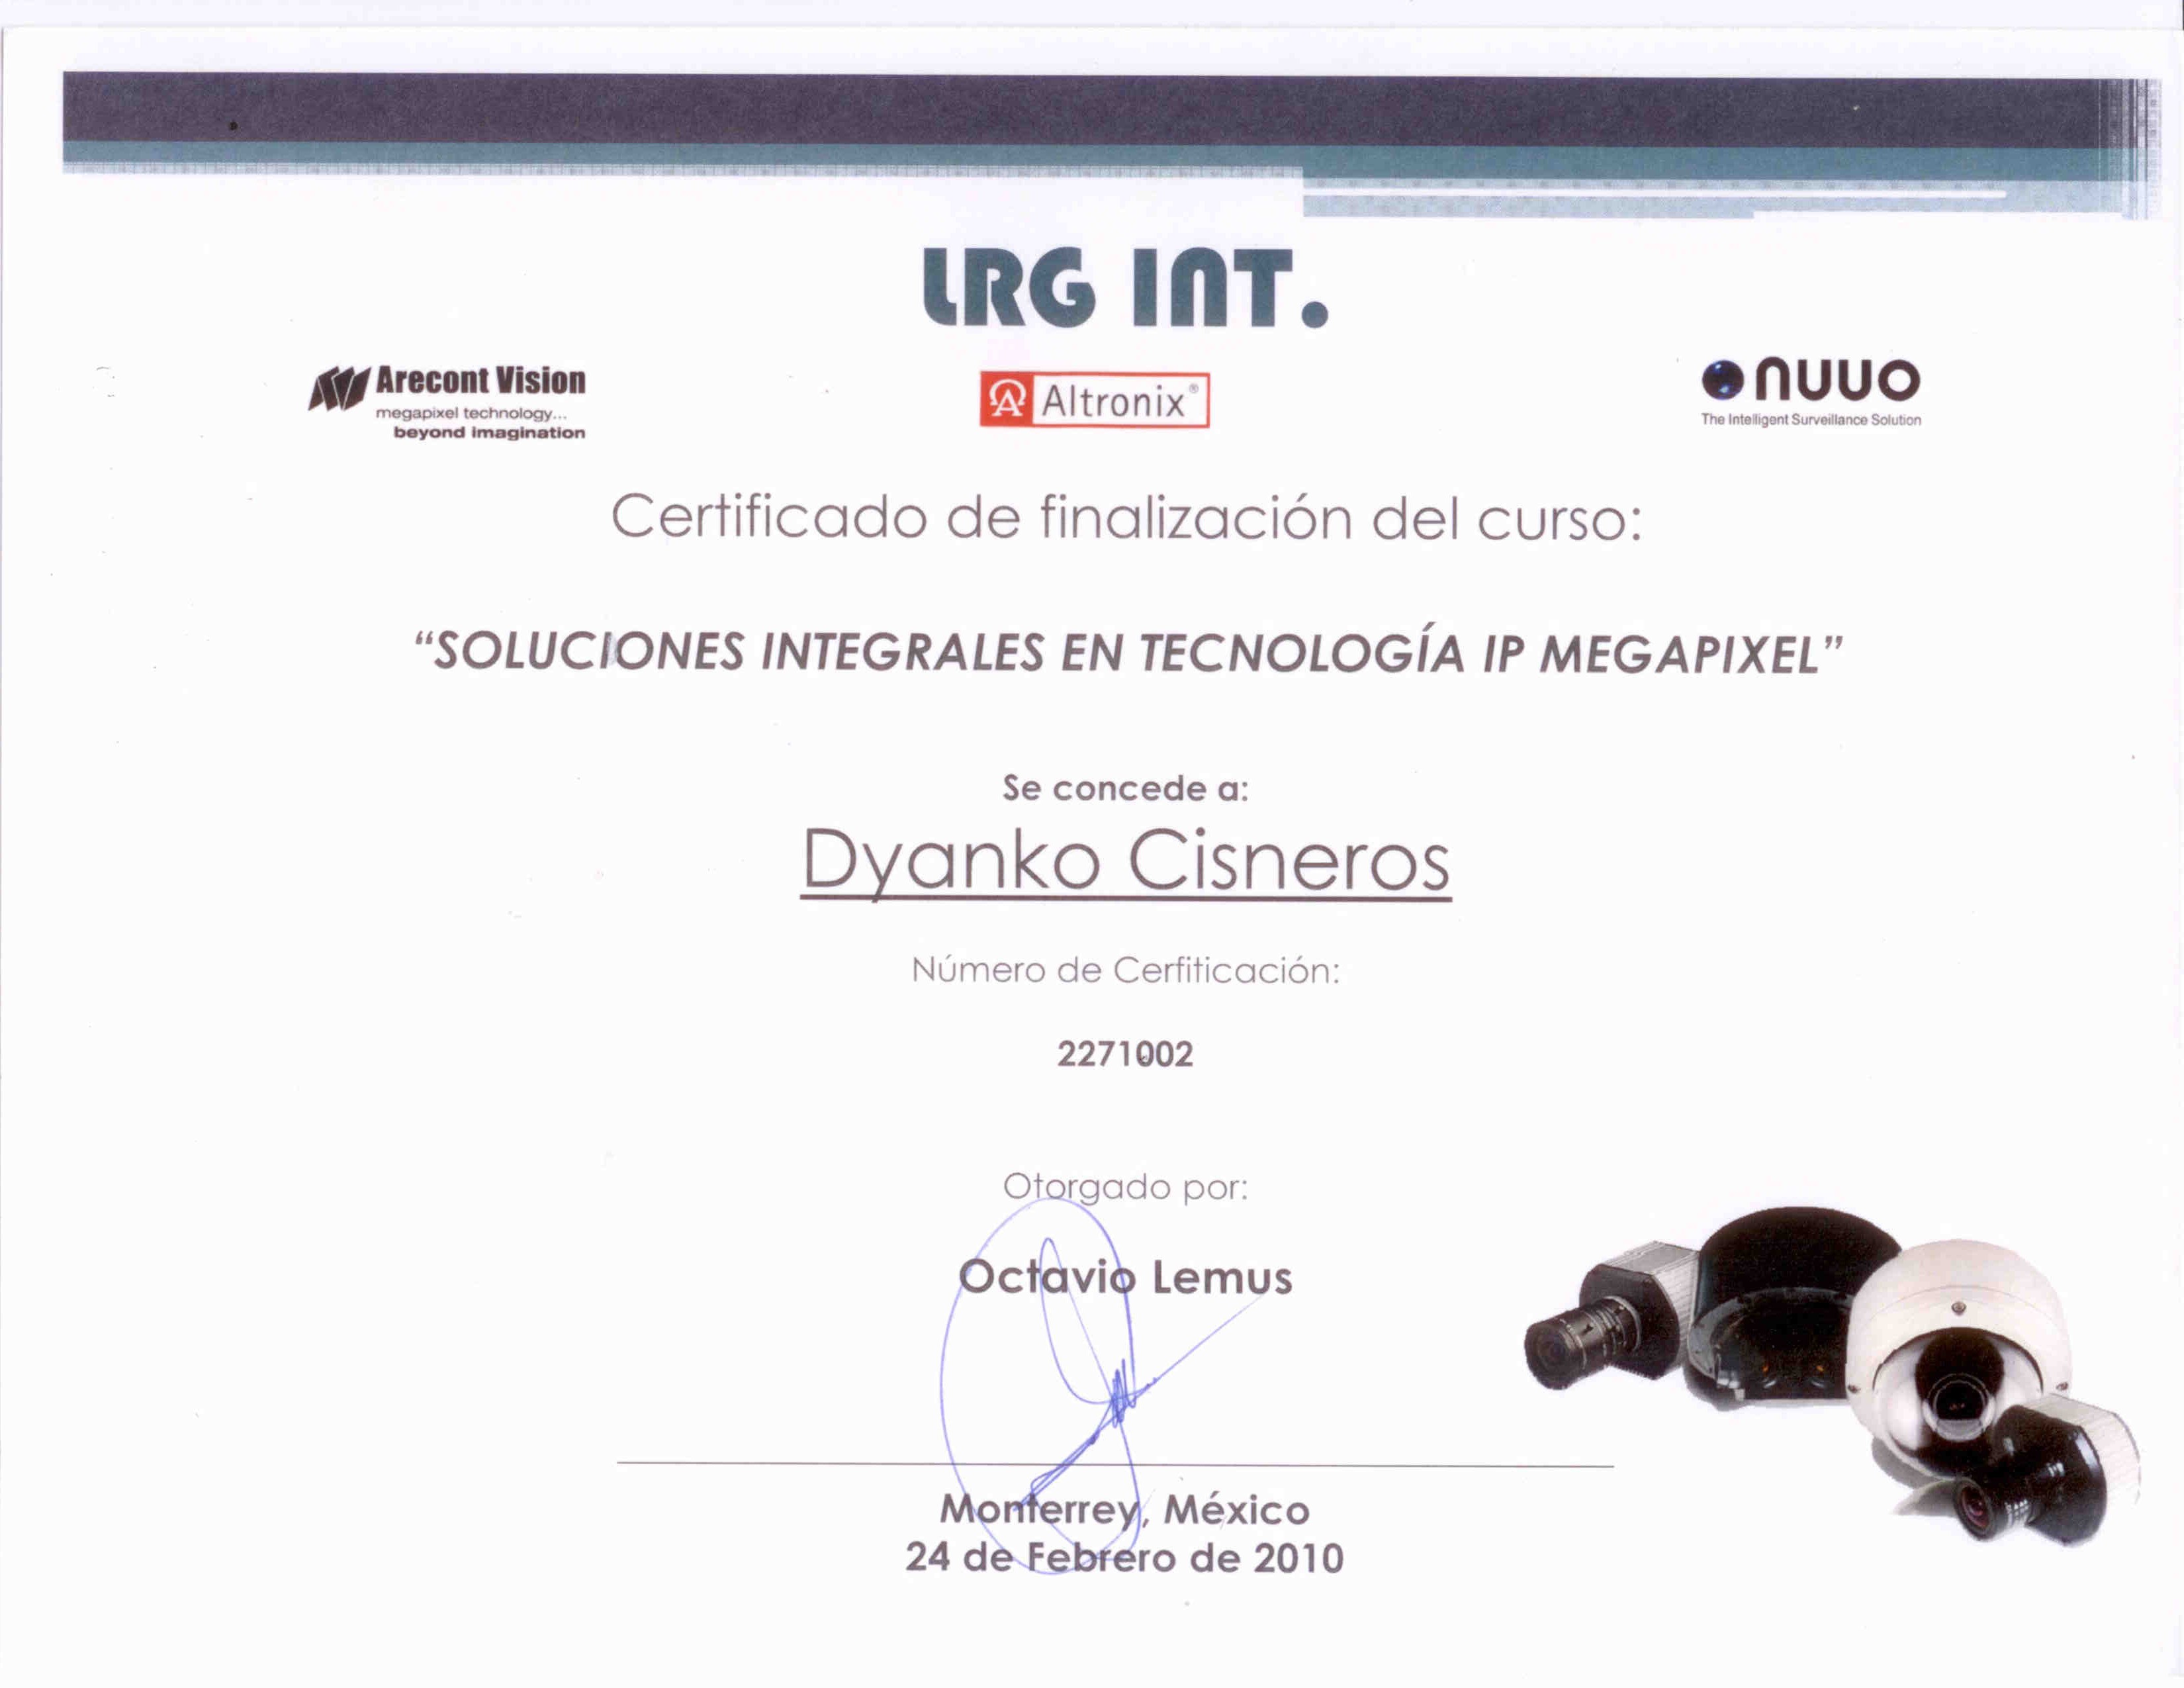 LRG INT.
Arecont Vision
megapixel technology...
beyond imagination
Altronix®
nuuo
The Intelligent Surveillance Solution
Certificado de finalización del curso:
“SOLUCIONES INTEGRALES EN TECNOLOGÍA IP MEGAPIXEL”
Se concede a:
Dyanko Cisneros
Número de Cerfiticación:
2271002
Otorgado por:
Octavio Lemus
Monterrey, México
24 de Febrero de 2010